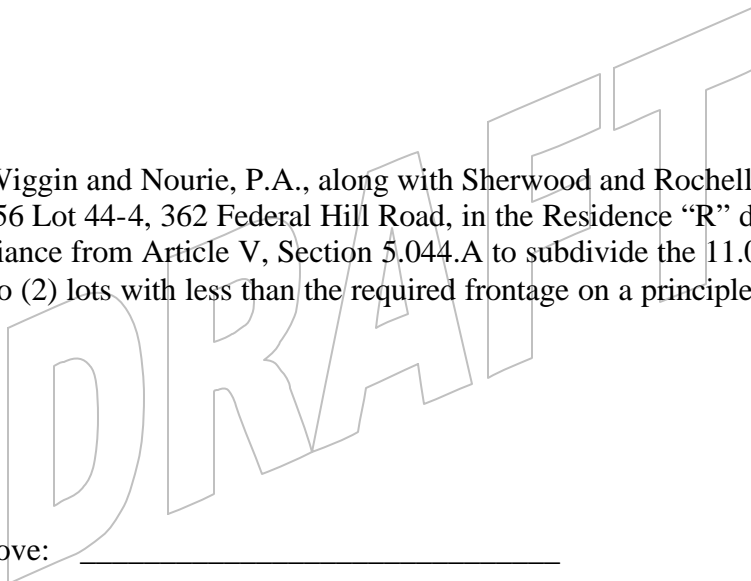 Viggin and Nourie, P.A., along with Sherwood and Rochell
56 Lot 44-4, 362 Federal Hill Road, in the Residence “R” d
iance from Article V, Section 5.044.A to subdivide the 11.0
o (2) lots with less than the required frontage on a principle
DRAFT
ove: ______________________________